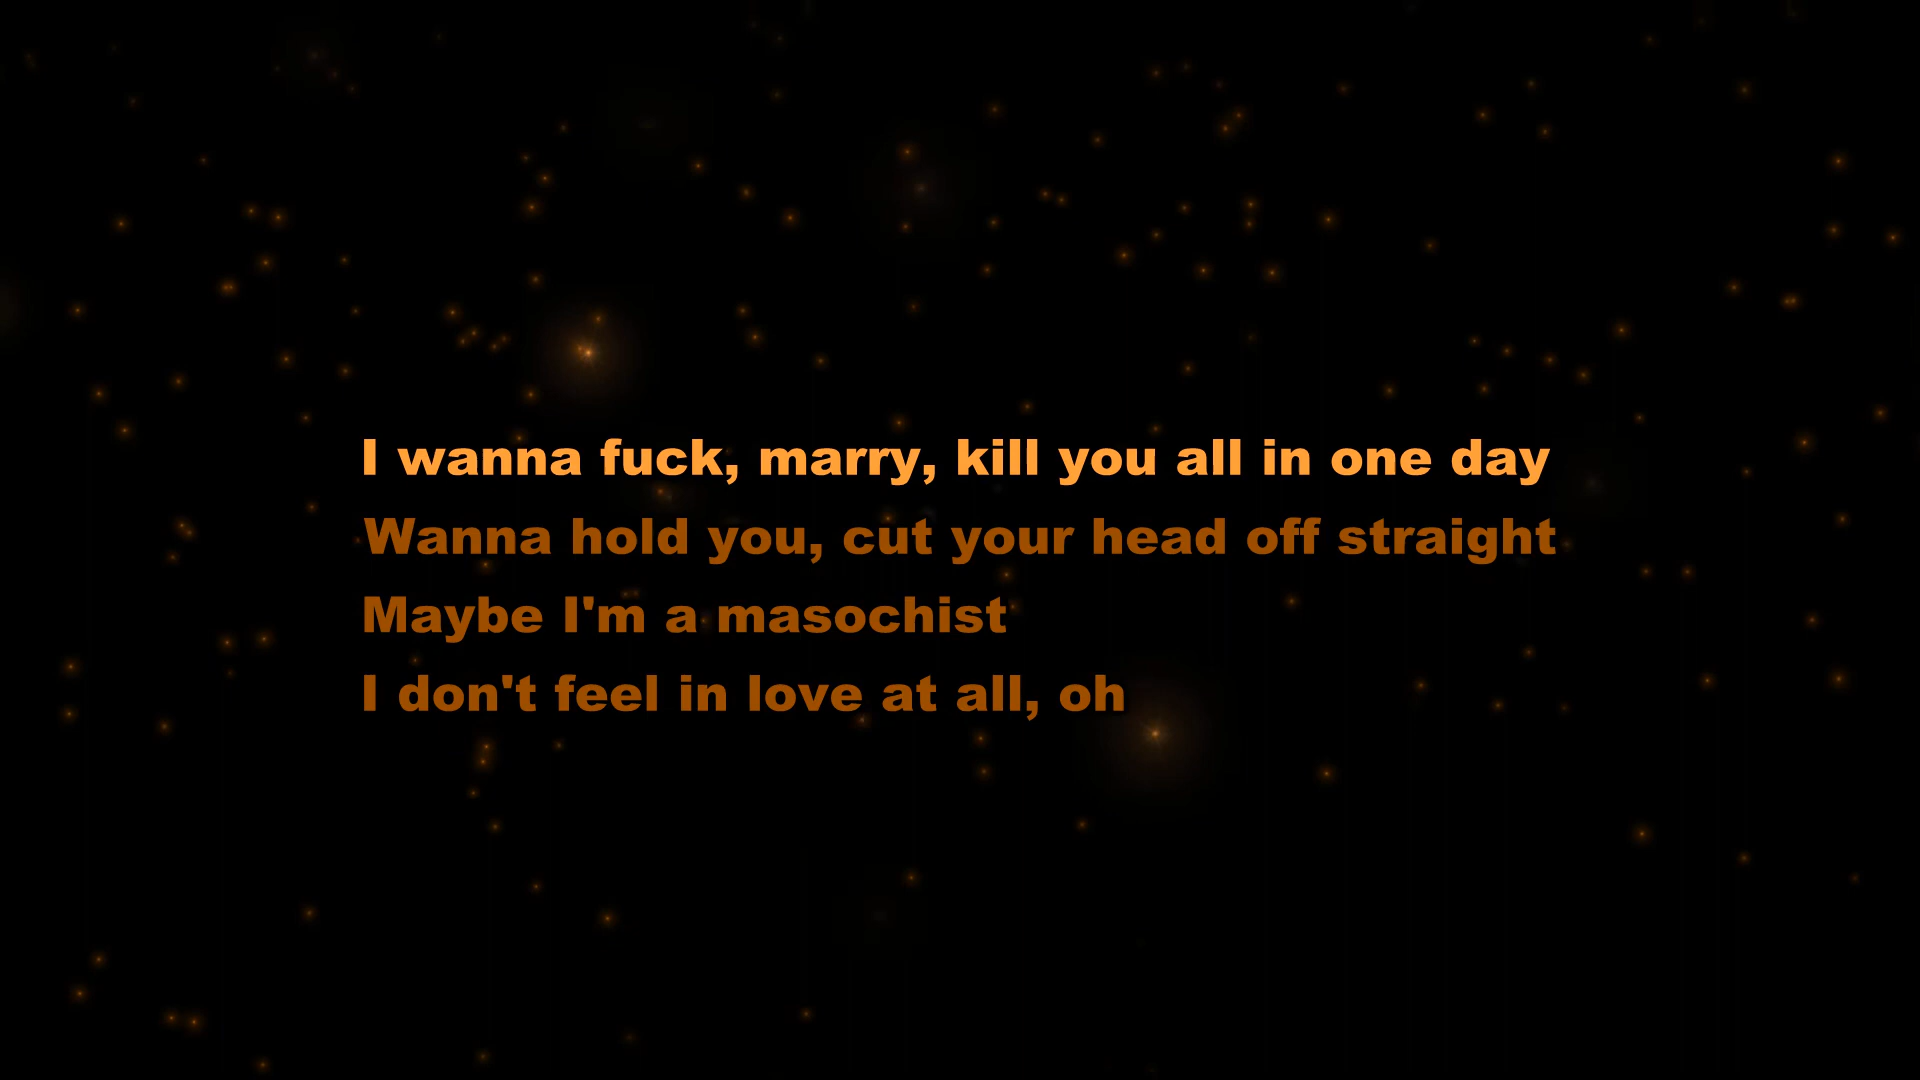 I wanna fuck, marry, kill you all in one day
Wanna hold you, cut your head off straight
Maybe I'm a masochist
I don't feel in love at all, oh